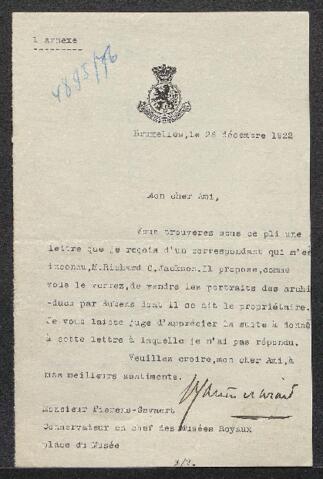 1 annexe
4895/76
Bruxelles, le 28 décembre 1922
Mon cher Ami,
Vous trouverez sous ce pli une
lettre que je reçois d'un correspondant qui m'est
inconnu, M. Richard C. Jackson. Il propose, comme
vous le verrez, de vendre les portraits des archi-
-ducs par Rubens dont il se dit le propriétaire.
Je vous laisse juge d'apprécier la suite à donner
à cette lettre à laquelle je n'ai pas répondu.
Veuillez croire, mon cher Ami, à
mes meilleurs sentiments.
Monsieur Fierens-Gevaert
Conservateur en chef des Musées Royaux
place du Musée